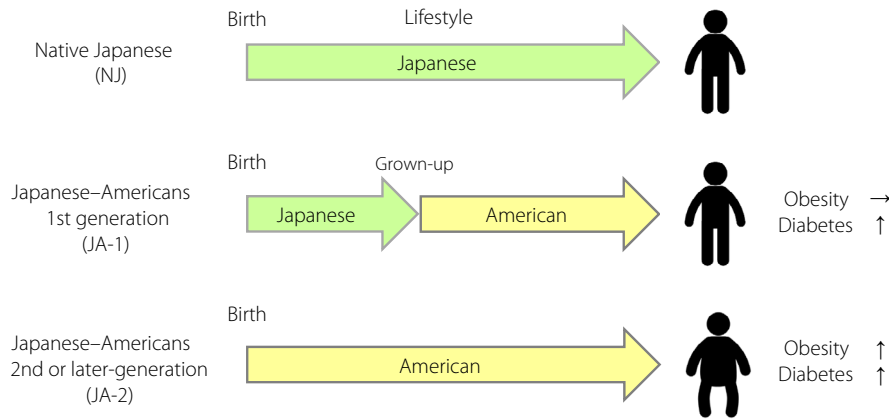 Birth Lifestyle
Native Japanese
(NJ)
Japanese
Birth Grown-up
Japanese–Americans
1st generation
(JA-1)
Japanese American
Obesity →
Diabetes ↑
Birth
Japanese–Americans
2nd or later-generation
(JA-2)
American
Obesity ↑
Diabetes ↑